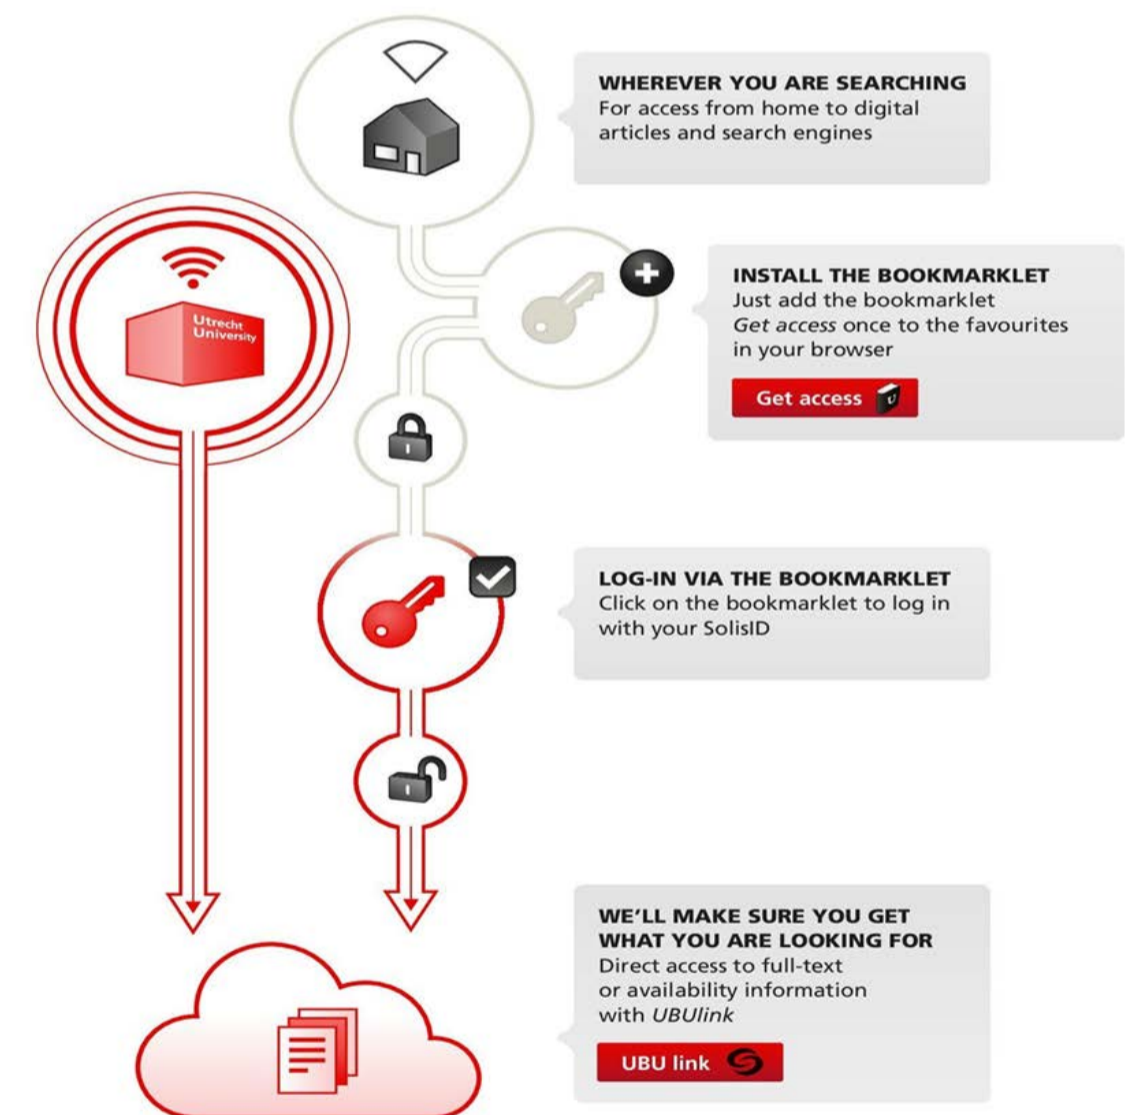 WHEREVER YOU ARE SEARCHING
For access from home to digital
articles and search engines
Utrecht
University
INSTALL THE BOOKMARKLET
Just add the bookmarklet
Get access once to the favourites
in your browser
Get access
U
LOG-IN VIA THE BOOKMARKLET
Click on the bookmarklet to log in
with your SolisID
WE'LL MAKE SURE YOU GET
WHAT YOU ARE LOOKING FOR
Direct access to full-text
or availability information
with UBUlink
UBU link